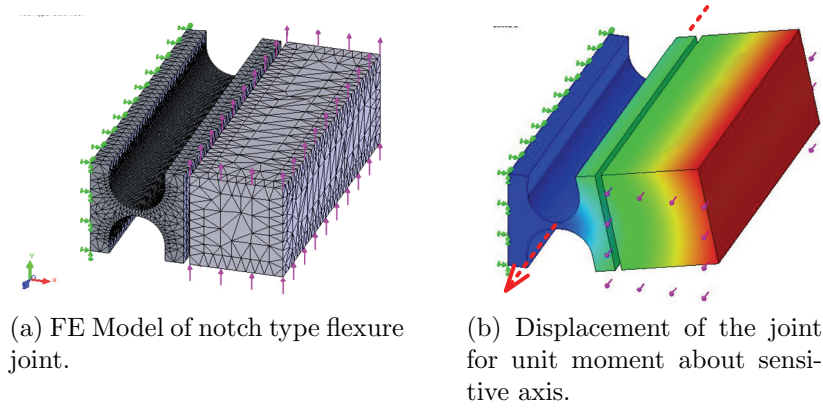 Y
(a) FE Model of notch type flexure
joint.
(b) Displacement of the joint
for unit moment about sensi-
tive axis.